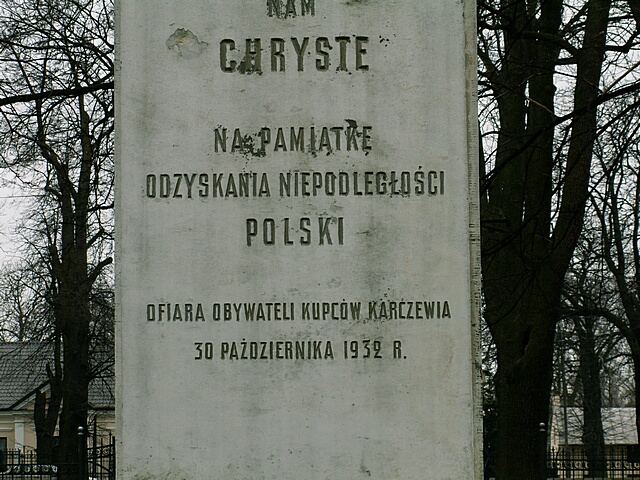 NAM
CHRYSTE
NA PAMIĄTKĘ
ODZYSKANIA NIEPODLEGŁOŚCI
POLSKI
OFIARA OBYWATELI KUPCÓW KARCZEWIA
30 PAŹDZIERNIKA 1932 R.